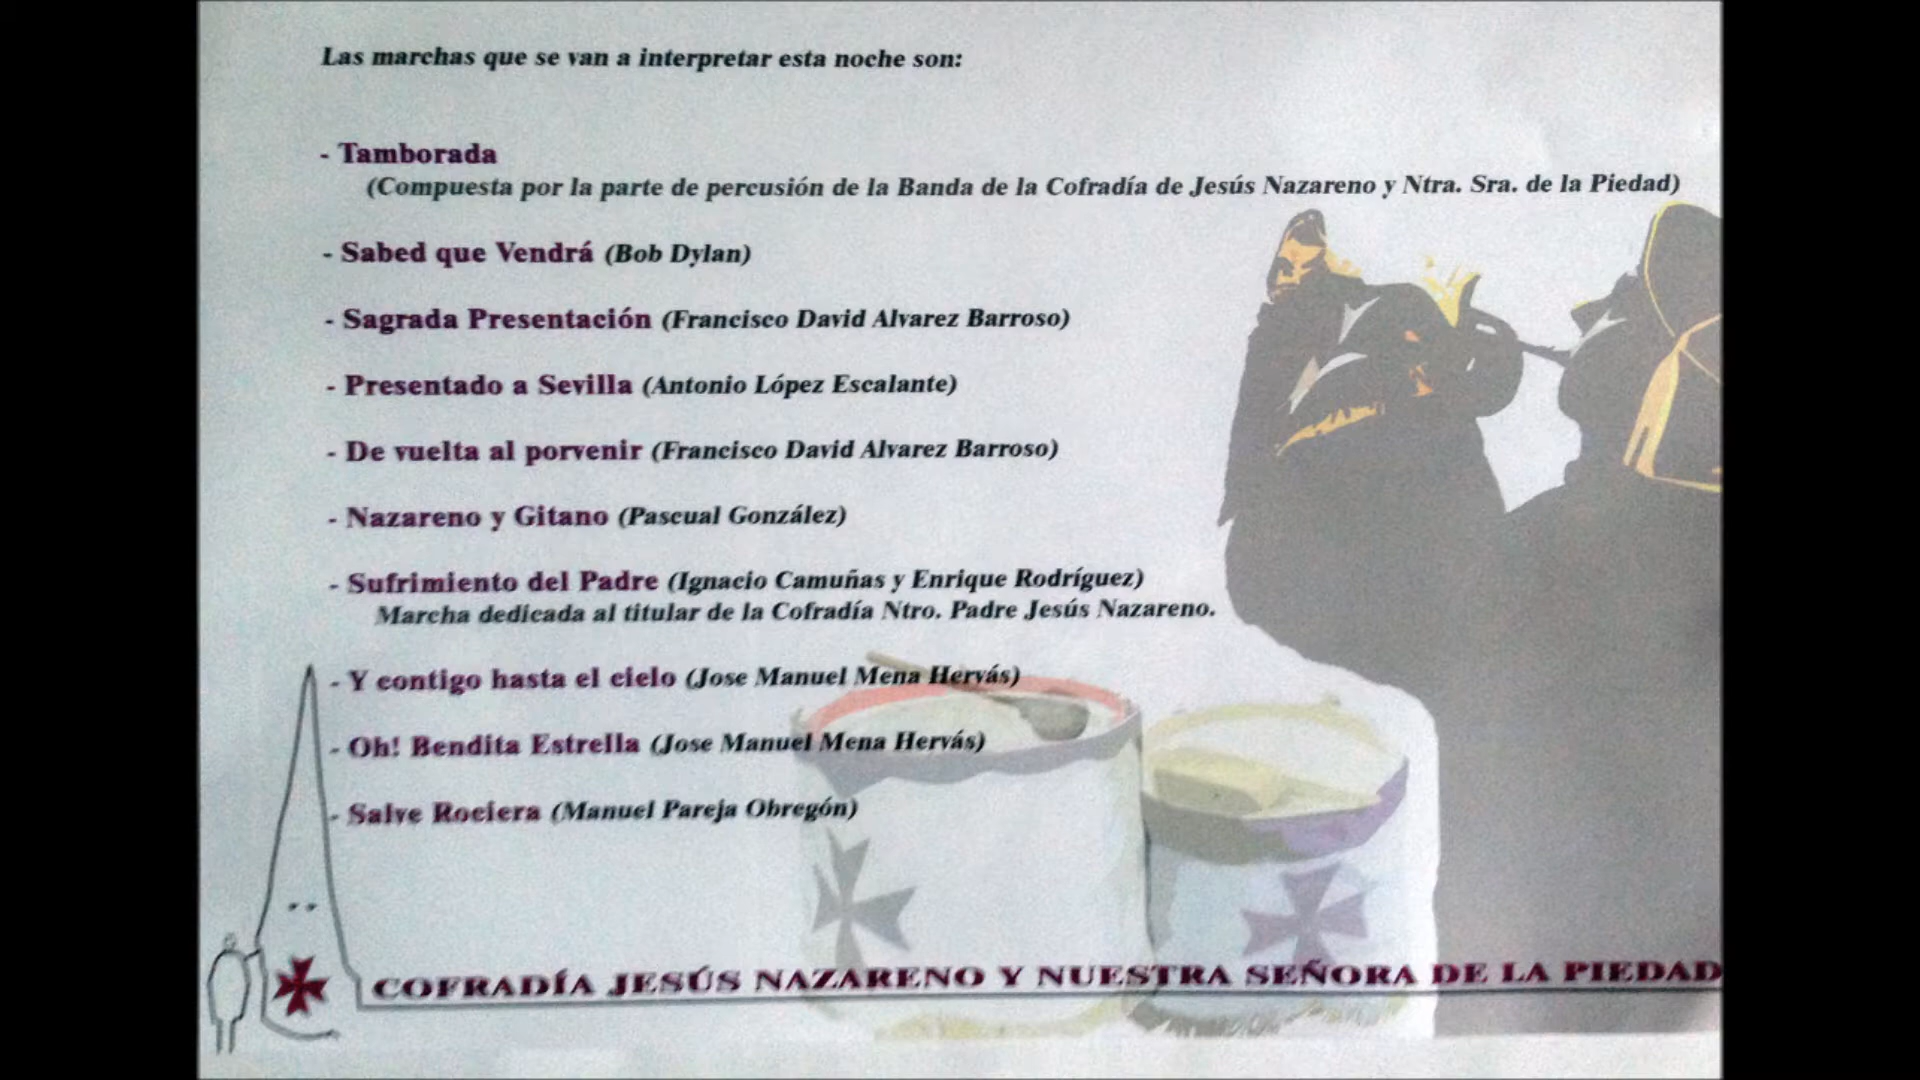 Las marchas que se van a interpretar esta noche son:
- Tamborada
(Compuesta por la parte de percusión de la Banda de la Cofradía de Jesús Nazareno y Ntra. Sra. de la Piedad)
- Sabed que Vendrá (Bob Dylan)
- Sagrada Presentación (Francisco David Alvarez Barroso)
- Presentado a Sevilla (Antonio López Escalante)
- De vuelta al porvenir (Francisco David Alvarez Barroso)
- Nazareno y Gitano (Pascual González)
- Sufrimiento del Padre (Ignacio Camuñas y Enrique Rodríguez)
Marcha dedicada al titular de la Cofradía Ntro. Padre Jesús Nazareno.
- Y contigo hasta el cielo (Jose Manuel Mena Hervás)
- Oh! Bendita Estrella (Jose Manuel Mena Hervás)
- Salve Rociera (Manuel Pareja Obregón)
COFRADÍA JESÚS NAZARENO Y NUESTRA SEÑORA DE LA PIEDAD